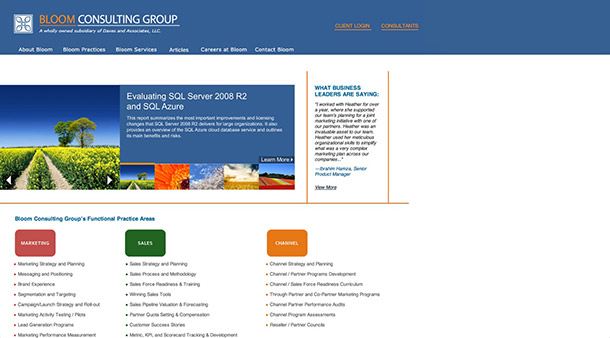 BLOOM CONSULTING GROUP
A wholly owned subsidiary of Daves and Associates, LLC.
CLIENT LOGIN
CONSULTANTS
About Bloom
Bloom Practices
Bloom Services
Articles
Careers at Bloom
Contact Bloom
Evaluating SQL Server 2008 R2
and SQL Azure
This report summarizes the most important improvements and licensing
changes that SQL Server 2008 R2 delivers for large organizations. It also
provides an overview of the SQL Azure cloud database service and outlines
its main benefits and risks.
Learn More
WHAT BUSINESS
LEADERS ARE SAYING:
"I worked with Heather for over
a year, where she supported
our team's planning for a joint
marketing initiative with one of
our partners. Heather was an
invaluable asset to our team.
Heather used her meticulous
organizational skills to simplify
what was a very complex
marketing plan across our
companies..."
—Ibrahim Hamza, Senior
Product Manager
View More
Bloom Consulting Group's Functional Practice Areas
MARKETING
Marketing Strategy and Planning
Messaging and Positioning
Brand Experience
Segmentation and Targeting
Campaign/Launch Strategy and Roll-out
Marketing Activity Testing / Pilots
Lead Generation Programs
Marketing Performance Measurement
SALES
Sales Strategy and Planning
Sales Process and Methodology
Sales Force Readiness & Training
Winning Sales Tools
Sales Pipeline Valuation & Forecasting
Partner Quota Setting & Compensation
Customer Success Stories
Metric, KPI, and Scorecard Tracking & Development
CHANNEL
Channel Strategy and Planning
Channel / Partner Programs Development
Channel / Sales Force Readiness Curriculum
Through Partner and Co-Partner Marketing Programs
Channel Partner Performance Audits
Channel Program Assessments
Reseller / Partner Councils